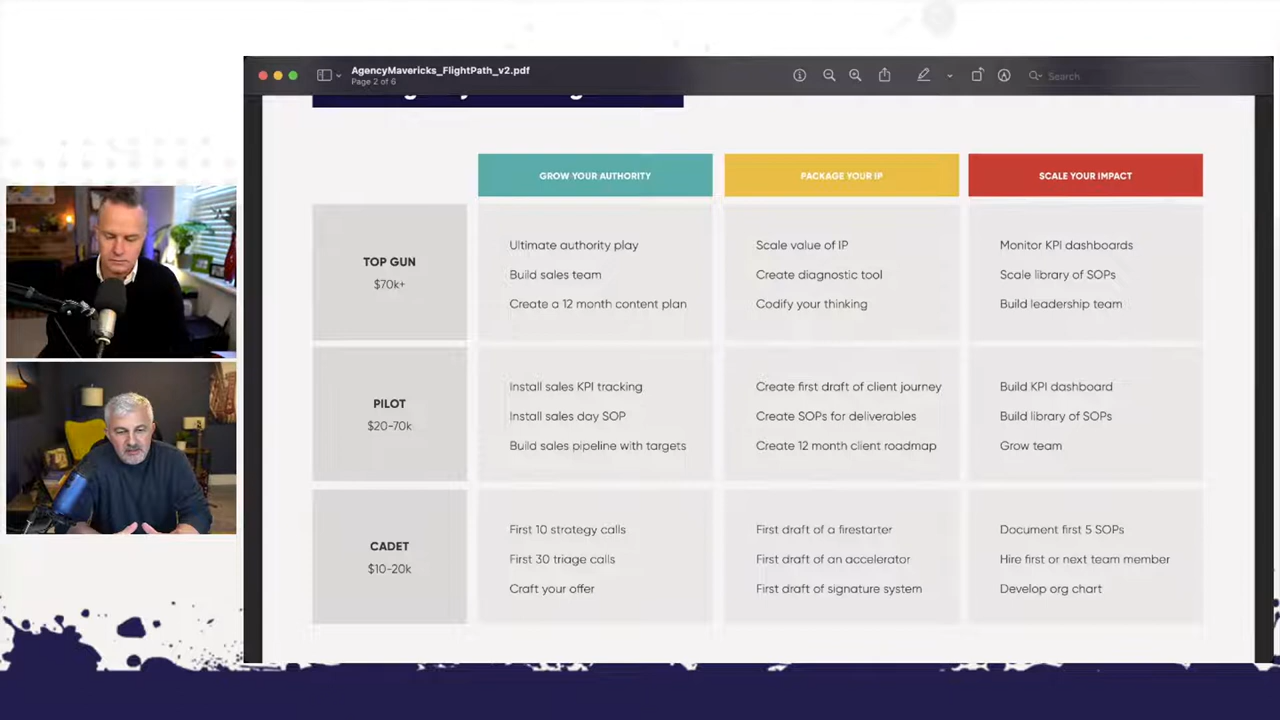 AgencyMavericks_FlightPath_v2.pdf
Page 2 of 6
Search
GROW YOUR AUTHORITY
PACKAGE YOUR IP
SCALE YOUR IMPACT
TOP GUN
$70k+
Ultimate authority play
Build sales team
Create a 12 month content plan
Scale value of IP
Create diagnostic tool
Codify your thinking
Monitor KPI dashboards
Scale library of SOPs
Build leadership team
PILOT
$20-70k
Install sales KPI tracking
Install sales day SOP
Build sales pipeline with targets
Create first draft of client journey
Create SOPs for deliverables
Create 12 month client roadmap
Build KPI dashboard
Build library of SOPs
Grow team
CADET
$10-20k
First 10 strategy calls
First 30 triage calls
Craft your offer
First draft of a firestarter
First draft of an accelerator
First draft of signature system
Document first 5 SOPs
Hire first or next team member
Develop org chart